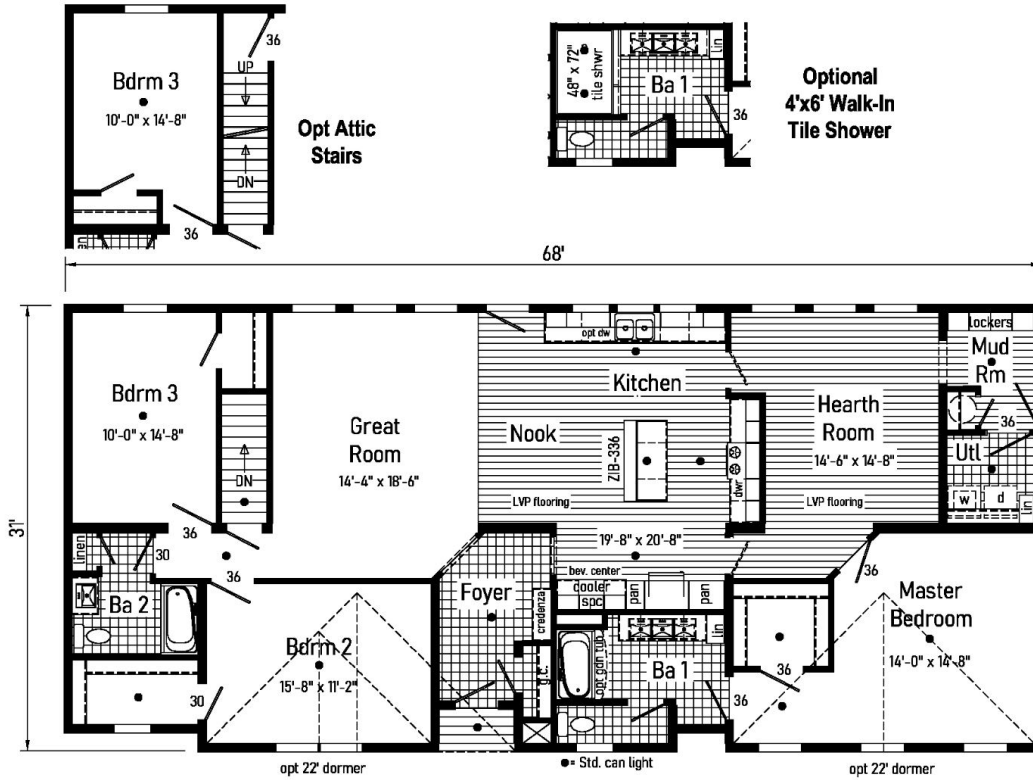 36
UP
Bdrm 3
10'-0" x 14'-8"
DN
36
Opt Attic
Stairs
48" x 72"
tile shwr
lin
Ba 1
36
Optional
4'x6' Walk-In
Tile Shower
68'
31'
Bdrm 3
10'-0" x 14'-8"
DN
36
36
linen
30
Ba 2
30
Bdrm 2
15'-8" x 11'-2"
opt 22' dormer
Great
Room
14'-4" x 18'-6"
Foyer
credenza
g.c.
opt dw
Kitchen
Nook
ZIB-336
LVP flooring
dwr
19'-8" x 20'-8"
bev. center
cooler
spc
pan
pan
opt gdn tub
lin
Ba 1
36
● = Std. can light
Hearth
Room
14'-6" x 14'-8"
LVP flooring
lockers
Mud
Rm
36
Utl
w
d
lin
36
Master
Bedroom
14'-0" x 14'-8"
36
opt 22' dormer